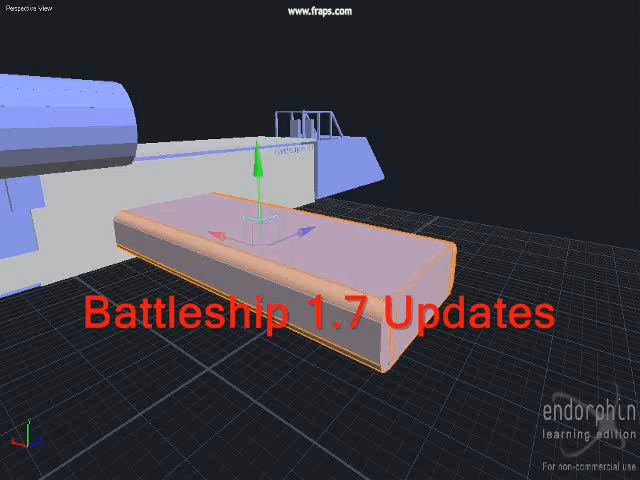 Perspective View
www.fraps.com
Battleship 1.7 Updates
endorphin
learning edition
For non-commercial use